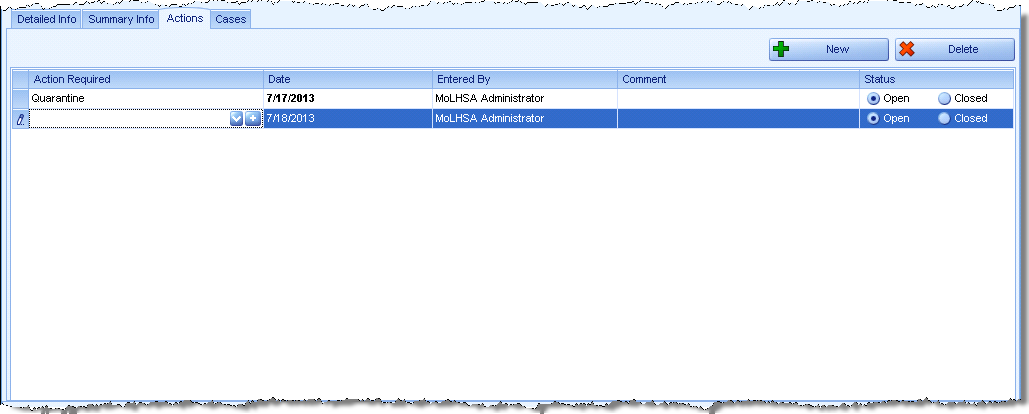 Detailed Info Summary Info Actions Cases
New Delete
Action Required Date Entered By Comment Status
Quarantine 7/17/2013 MoLHSA Administrator Open Closed
7/18/2013 MoLHSA Administrator Open Closed